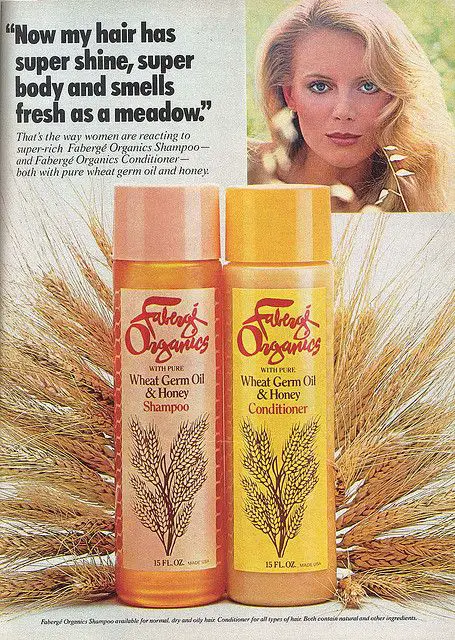 “Now my hair has
super shine, super
body and smells
fresh as a meadow.”
That's the way women are reacting to
super-rich Fabergé Organics Shampoo—
and Fabergé Organics Conditioner—
both with pure wheat germ oil and honey.
Fabergé
Organics
WITH PURE
Wheat Germ Oil
& Honey
Shampoo
15 FL. OZ. MADE USA
Fabergé
Organics
WITH PURE
Wheat Germ Oil
& Honey
Conditioner
15 FL. OZ. MADE USA
Fabergé Organics Shampoo available for normal, dry and oily hair. Conditioner for all types of hair. Both contain natural and other ingredients.